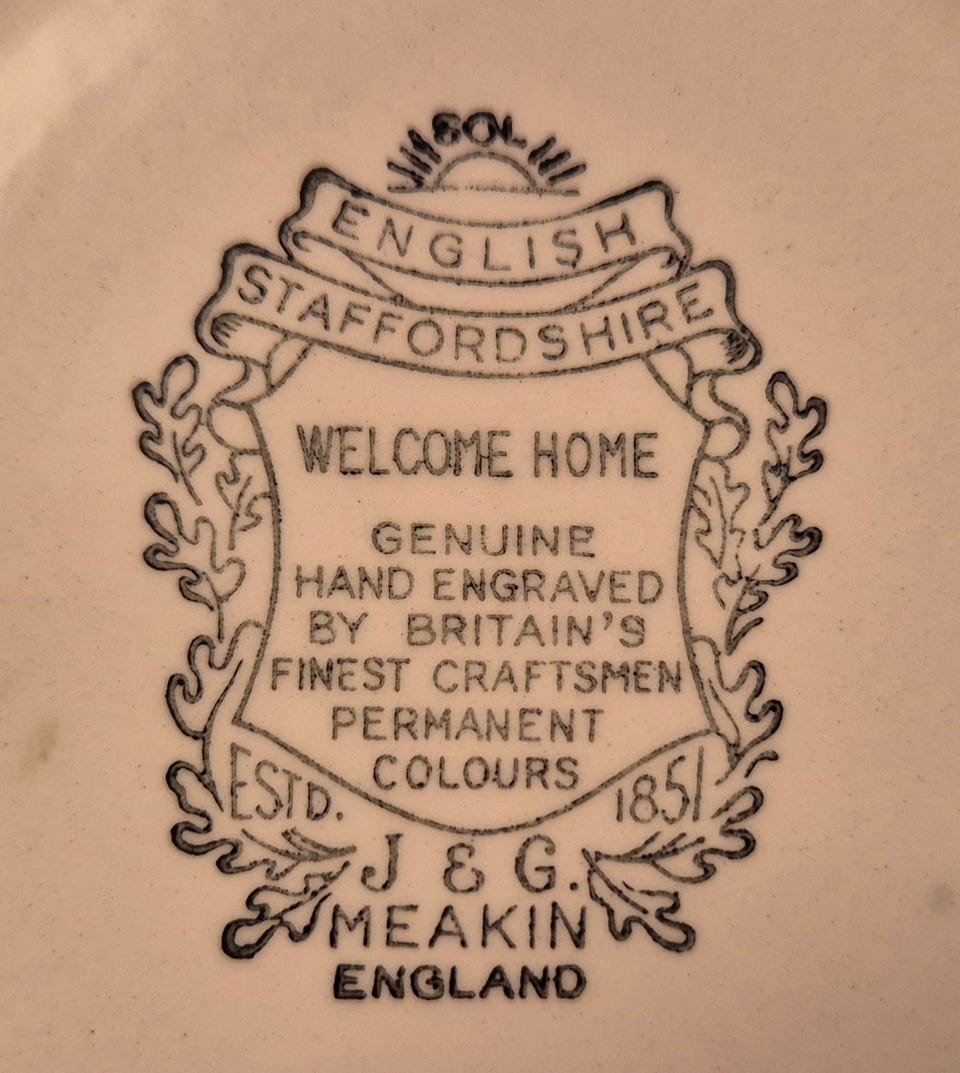 SOL
ENGLISH
STAFFORDSHIRE
WELCOME HOME
GENUINE
HAND ENGRAVED
BY BRITAIN'S
FINEST CRAFTSMEN
PERMANENT
COLOURS
ESTD. 1851
J & G.
MEAKIN
ENGLAND